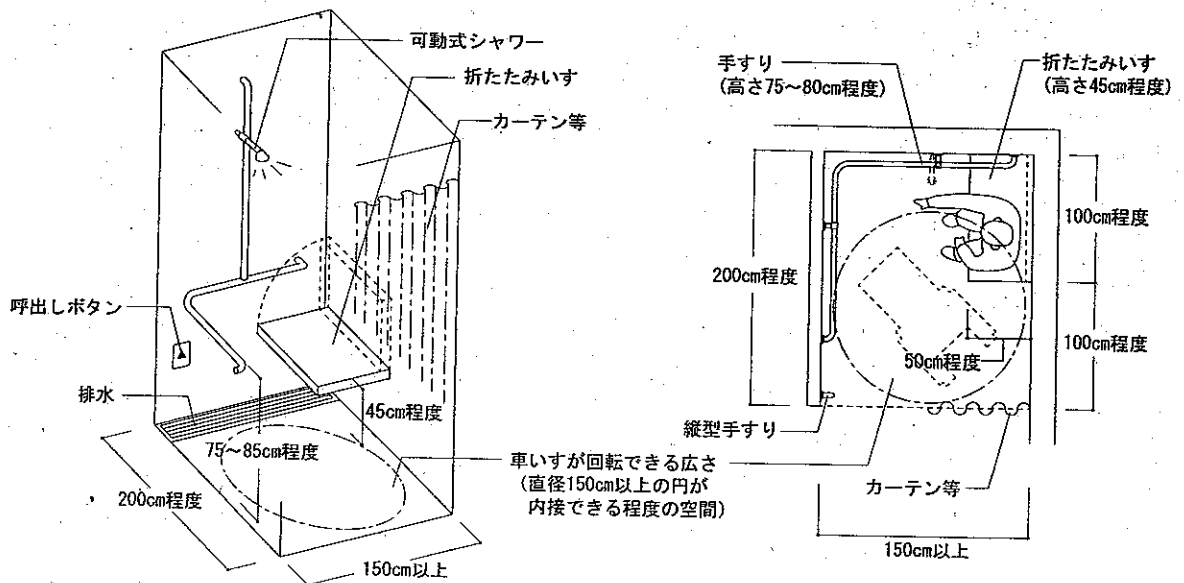 可動式シャワー
折たたみいす
カーテン等
呼出しボタン
排水
45cm程度
75～85cm程度
200cm程度
150cm以上
車いすが回転できる広さ
(直径150cm以上の円が
内接できる程度の空間)
手すり
(高さ75～80cm程度)
折たたみいす
(高さ45cm程度)
100cm程度
200cm程度
100cm程度
50cm程度
縦型手すり
カーテン等
150cm以上